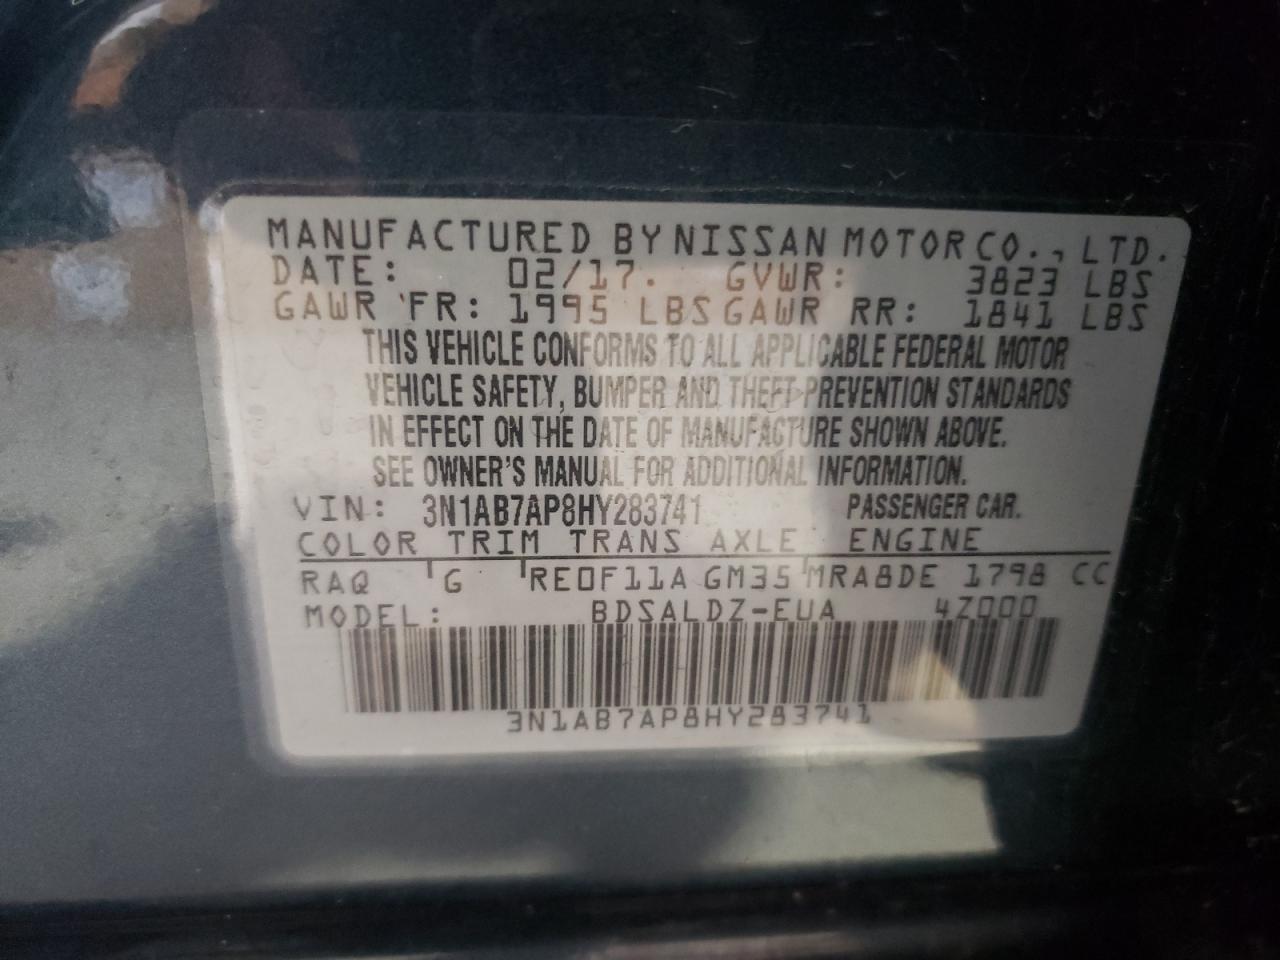 MANUFACTURED BY NISSAN MOTOR CO., LTD.
DATE: 02/17. GVWR: 3823 LBS
GAWR FR: 1995 LBS GAWR RR: 1841 LBS
THIS VEHICLE CONFORMS TO ALL APPLICABLE FEDERAL MOTOR
VEHICLE SAFETY, BUMPER AND THEFT PREVENTION STANDARDS
IN EFFECT ON THE DATE OF MANUFACTURE SHOWN ABOVE.
SEE OWNER'S MANUAL FOR ADDITIONAL INFORMATION.
VIN: 3N1AB7AP8HY283741 PASSENGER CAR.
COLOR TRIM TRANS AXLE ENGINE
RAQ G RE0F11A GM35 MRA8DE 1798 CC
MODEL: BDSALDZ-EUA 4Z000
3N1AB7AP8HY283741